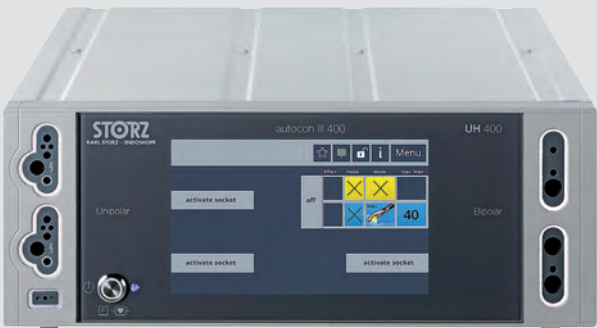 STORZ
KARL STORZ – ENDOSKOPE
autocon III 400
UH 400
i
Menu
Effect Pedal Mode Max. Watt
off
activate socket
40
Unipolar
Bipolar
activate socket
activate socket